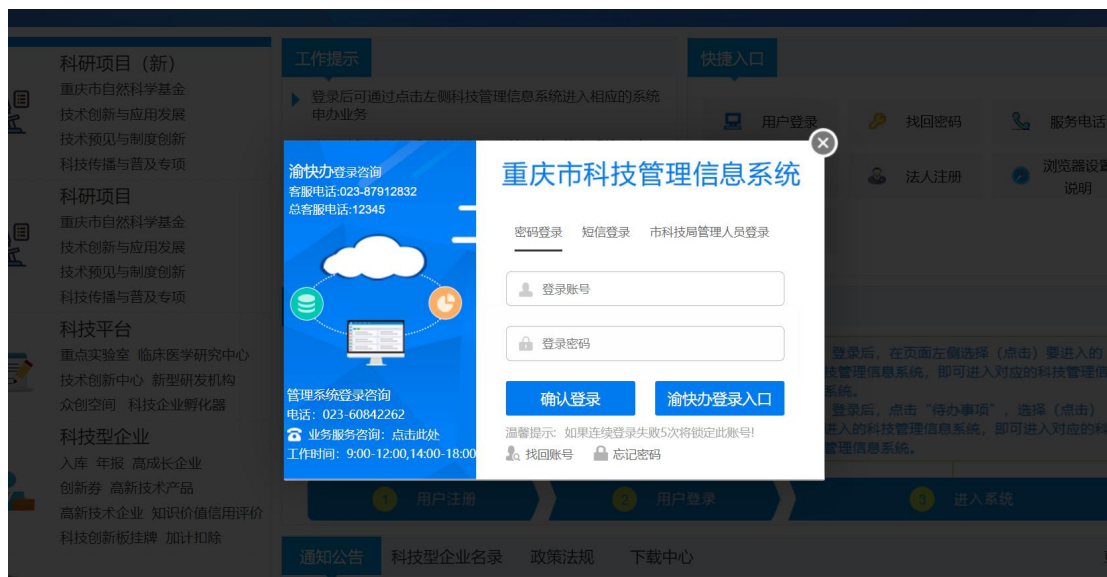 科研项目（新）
重庆市自然科学基金
技术创新与应用发展
技术预见与制度创新
科技传播与普及专项
科研项目
重庆市自然科学基金
技术创新与应用发展
技术预见与制度创新
科技传播与普及专项
科技平台
重点实验室 临床医学研究中心
技术创新中心 新型研发机构
众创空间 科技企业孵化器
科技型企业
入库 年报 高成长企业
创新券 高新技术产品
高新技术企业 知识价值信用评价
科技创新板挂牌 加计扣除
工作提示
登录后可通过点击左侧科技管理信息系统进入相应的系统
申办业务
快捷入口
用户登录
找回密码
服务电话
法人注册
浏览器设置
说明
渝快办登录咨询
客服电话:023-87912832
总客服电话:12345
管理系统登录咨询
电话：023-60842262
业务服务咨询：点击此处
工作时间：9:00-12:00,14:00-18:00
重庆市科技管理信息系统
密码登录 短信登录 市科技局管理人员登录
登录账号
登录密码
确认登录
渝快办登录入口
温馨提示：如果连续登录失败5次将锁定此账号!
找回账号 忘记密码
登录后，在页面左侧选择（点击）要进入的
技管理信息系统，即可进入对应的科技管理信
系统。
登录后，点击“待办事项”，选择（点击）
进入的科技管理信息系统，即可进入对应的科
管理信息系统。
1 用户注册
2 用户登录
3 进入系统
通知公告 科技型企业名录 政策法规 下载中心